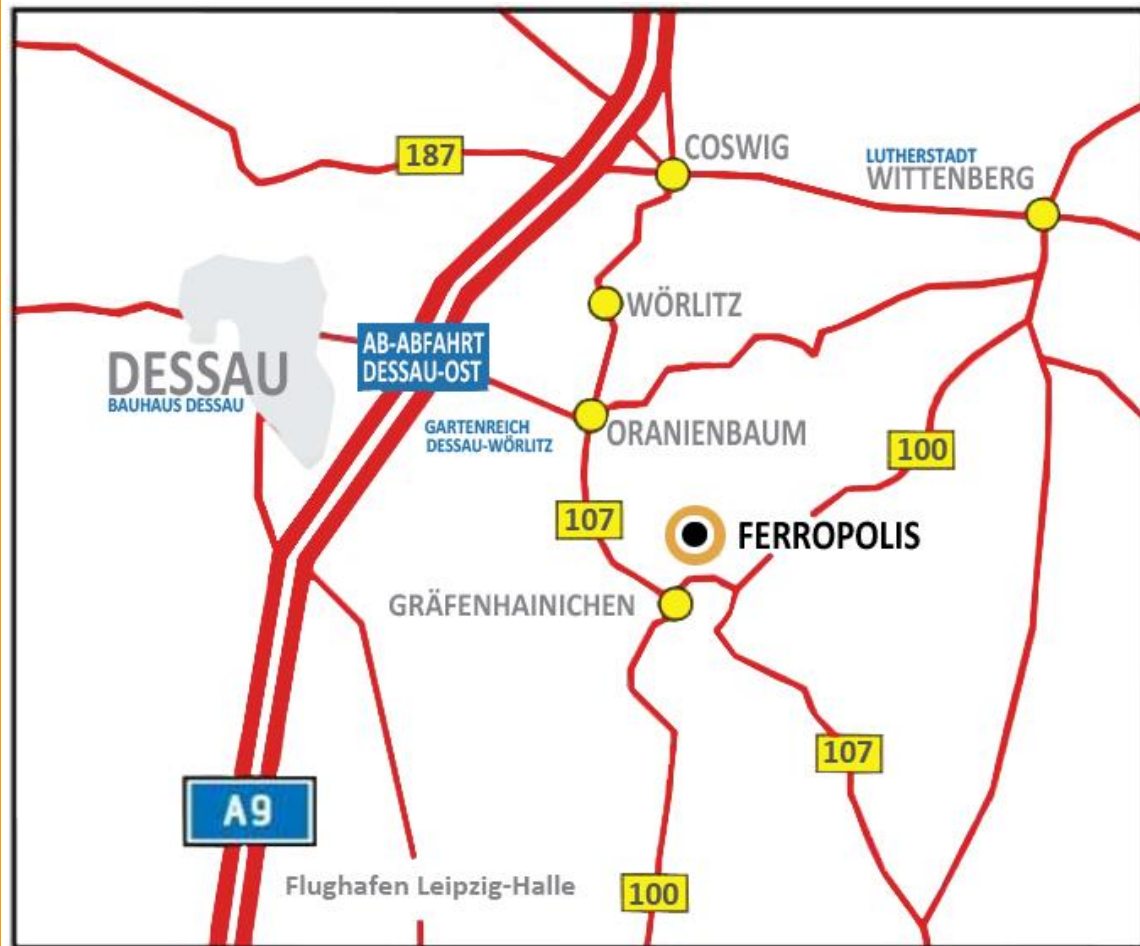 187
COSWIG
LUTHERSTADT
WITTENBERG
WÖRLITZ
AB-ABFAHRT
DESSAU-OST
DESSAU
BAUHAUS DESSAU
GARTENREICH
DESSAU-WÖRLITZ
ORANIENBAUM
100
107
FERROPOLIS
GRÄFENHAINICHEN
107
A9
Flughafen Leipzig-Halle
100